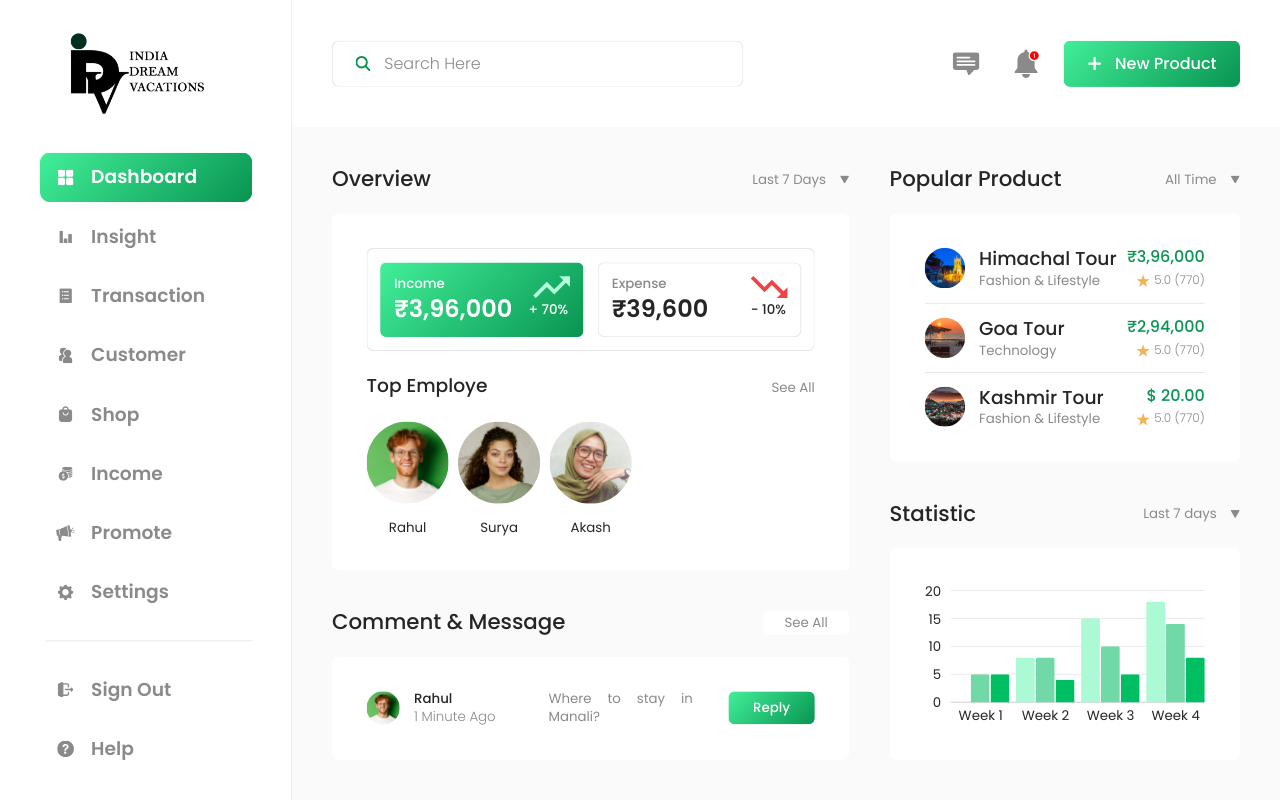 INDIA
DREAM
VACATIONS
Dashboard
Insight
Transaction
Customer
Shop
Income
Promote
Settings
Sign Out
Help
Search Here
!
+ New Product
Overview
Last 7 Days ▼
Income
₹3,96,000
+ 70%
Expense
₹39,600
- 10%
Top Employe
See All
Rahul
Surya
Akash
Comment & Message
See All
Rahul
1 Minute Ago
Where to stay in
Manali?
Reply
Popular Product
All Time ▼
Himachal Tour ₹3,96,000
Fashion & Lifestyle ★ 5.0 (770)
Goa Tour ₹2,94,000
Technology ★ 5.0 (770)
Kashmir Tour $ 20.00
Fashion & Lifestyle ★ 5.0 (770)
Statistic
Last 7 days ▼
20
15
10
5
0
Week 1 Week 2 Week 3 Week 4